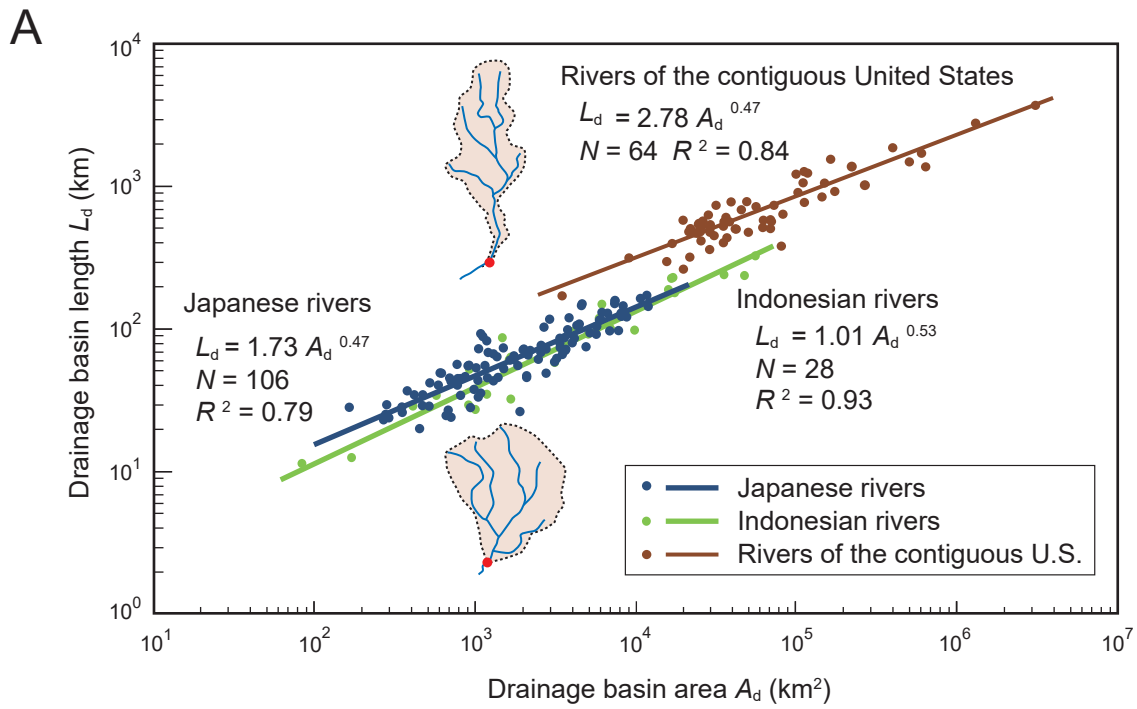 A
Rivers of the contiguous United States
L_d = 2.78 A_d^0.47
N = 64 R^2 = 0.84
Japanese rivers
L_d = 1.73 A_d^0.47
N = 106
R^2 = 0.79
Indonesian rivers
L_d = 1.01 A_d^0.53
N = 28
R^2 = 0.93
Japanese rivers
Indonesian rivers
Rivers of the contiguous U.S.
Drainage basin length L_d (km)
10^4
10^3
10^2
10^1
10^0
10^1 10^2 10^3 10^4 10^5 10^6 10^7
Drainage basin area A_d (km^2)